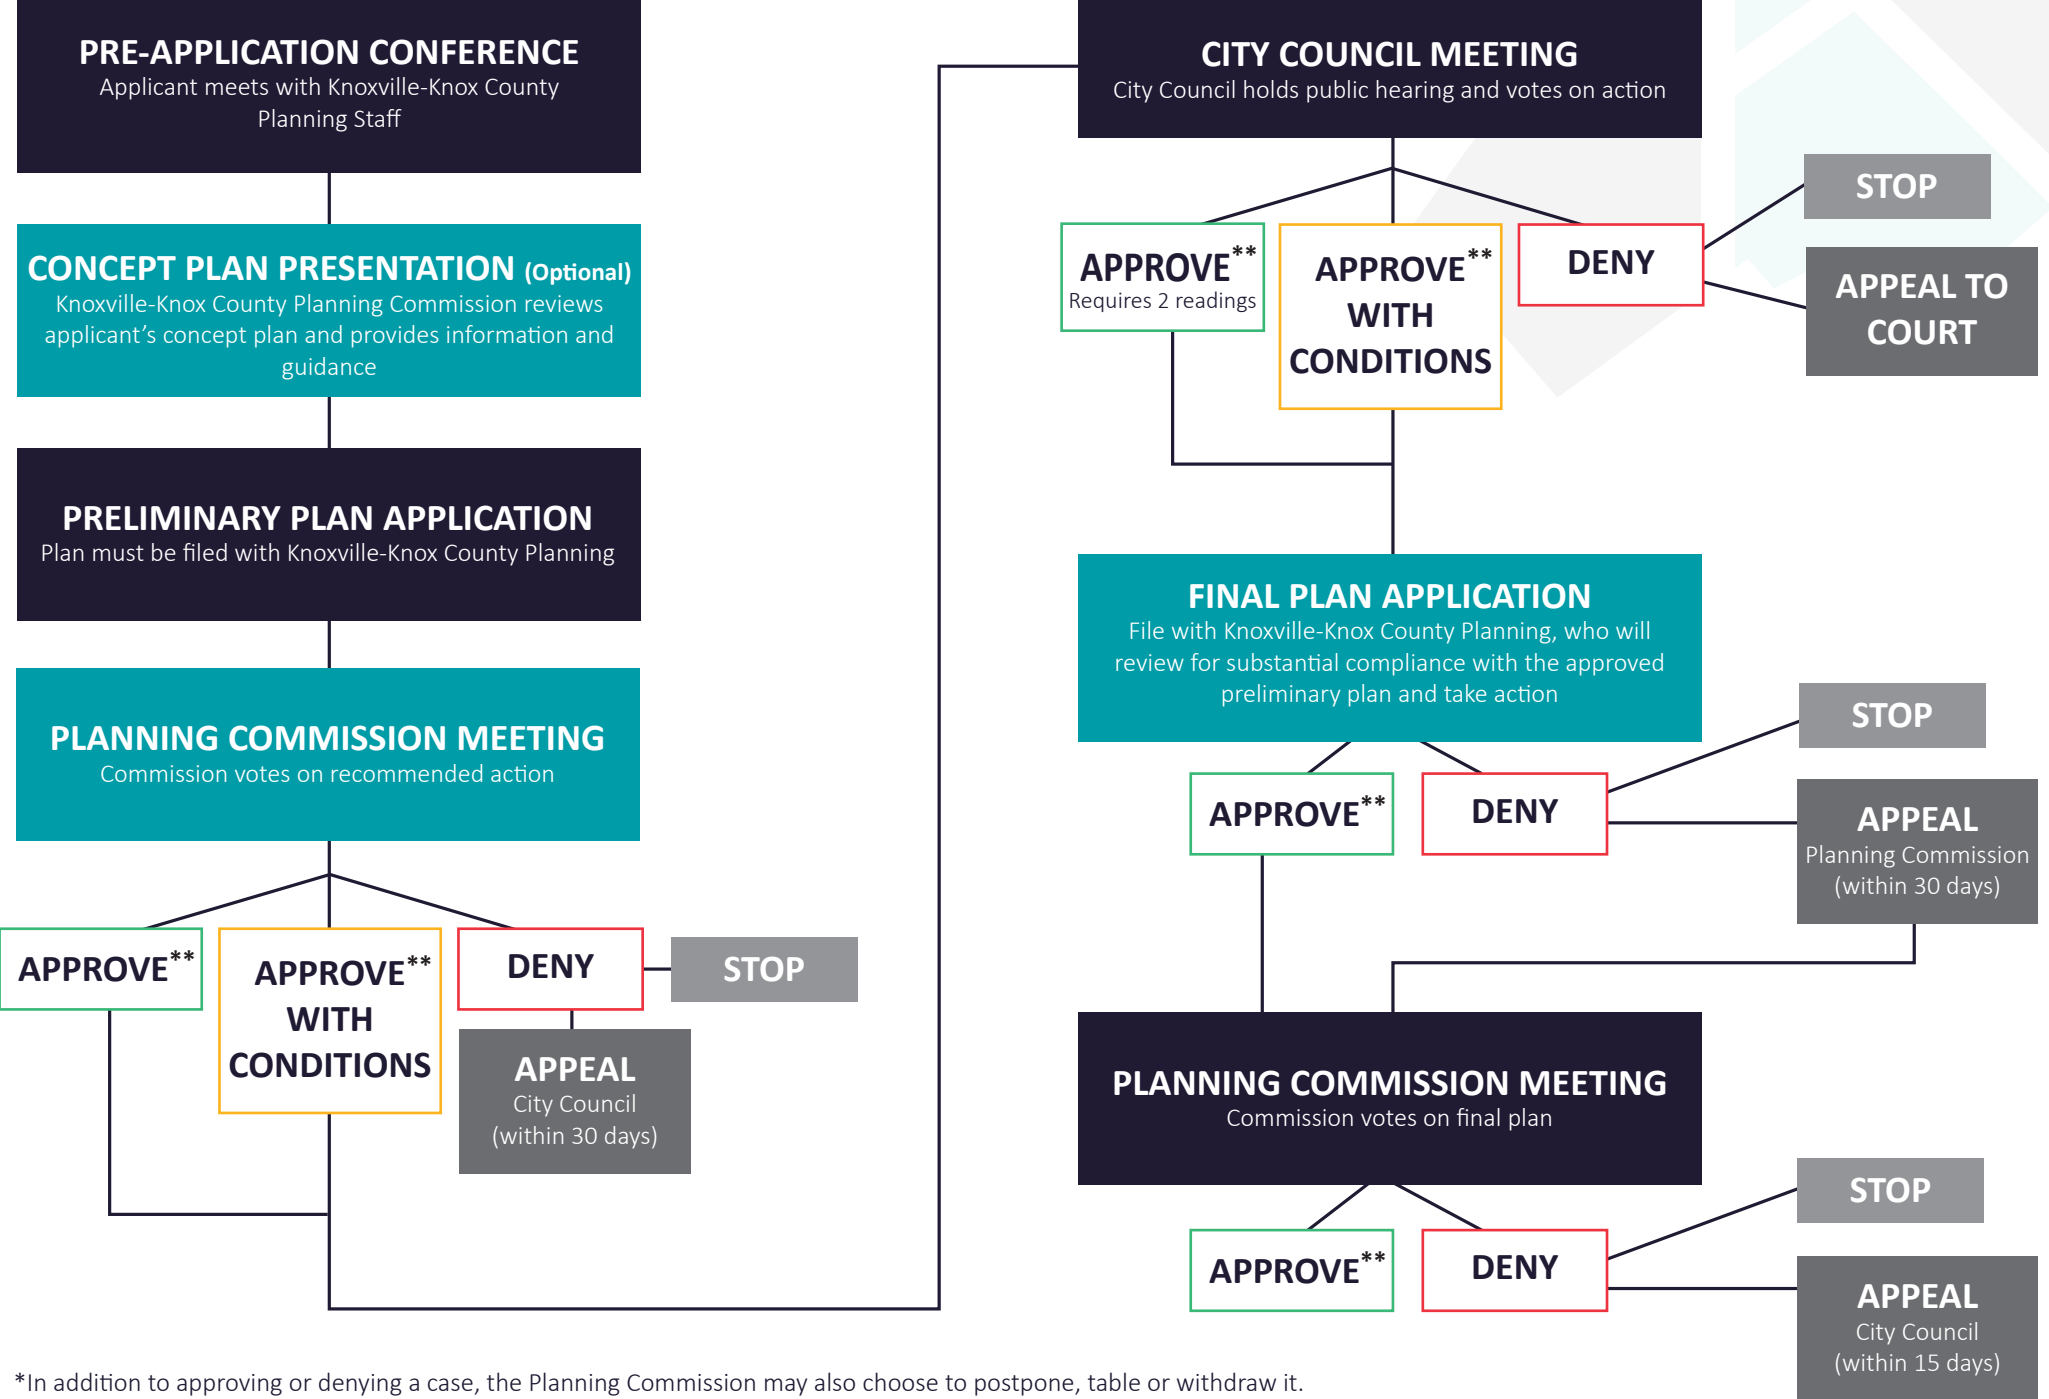 PRE-APPLICATION CONFERENCE
Applicant meets with Knoxville-Knox County
Planning Staff
CONCEPT PLAN PRESENTATION (Optional)
Knoxville-Knox County Planning Commission reviews
applicant’s concept plan and provides information and
guidance
PRELIMINARY PLAN APPLICATION
Plan must be filed with Knoxville-Knox County Planning
PLANNING COMMISSION MEETING
Commission votes on recommended action
APPROVE**
APPROVE**
WITH
CONDITIONS
DENY
STOP
APPEAL
City Council
(within 30 days)
CITY COUNCIL MEETING
City Council holds public hearing and votes on action
APPROVE**
Requires 2 readings
APPROVE**
WITH
CONDITIONS
DENY
STOP
APPEAL TO
COURT
FINAL PLAN APPLICATION
File with Knoxville-Knox County Planning, who will
review for substantial compliance with the approved
preliminary plan and take action
APPROVE**
DENY
STOP
APPEAL
Planning Commission
(within 30 days)
PLANNING COMMISSION MEETING
Commission votes on final plan
APPROVE**
DENY
STOP
APPEAL
City Council
(within 15 days)
*In addition to approving or denying a case, the Planning Commission may also choose to postpone, table or withdraw it.